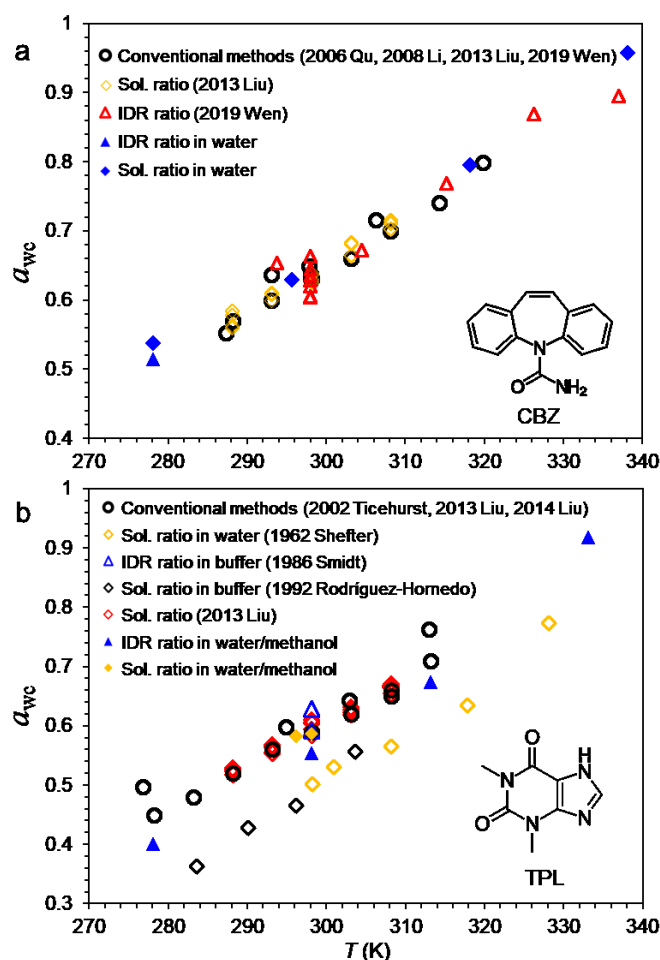 a
1
Conventional methods (2006 Qu, 2008 Li, 2013 Liu, 2019 Wen)
Sol. ratio (2013 Liu)
0.9
IDR ratio (2019 Wen)
IDR ratio in water
0.8
Sol. ratio in water
a_wc
0.7
0.6
0.5
N
O
NH₂
CBZ
0.4
270 280 290 300 310 320 330 340
b
1
Conventional methods (2002 Ticehurst, 2013 Liu, 2014 Liu)
Sol. ratio in water (1962 Shefter)
0.9
IDR ratio in buffer (1986 Smidt)
Sol. ratio in buffer (1992 Rodríguez-Hornedo)
0.8
Sol. ratio (2013 Liu)
IDR ratio in water/methanol
0.7
Sol. ratio in water/methanol
a_wc
0.6
0.5
0.4
O
H
N
N
O
N
N
TPL
0.3
270 280 290 300 310 320 330 340
T (K)